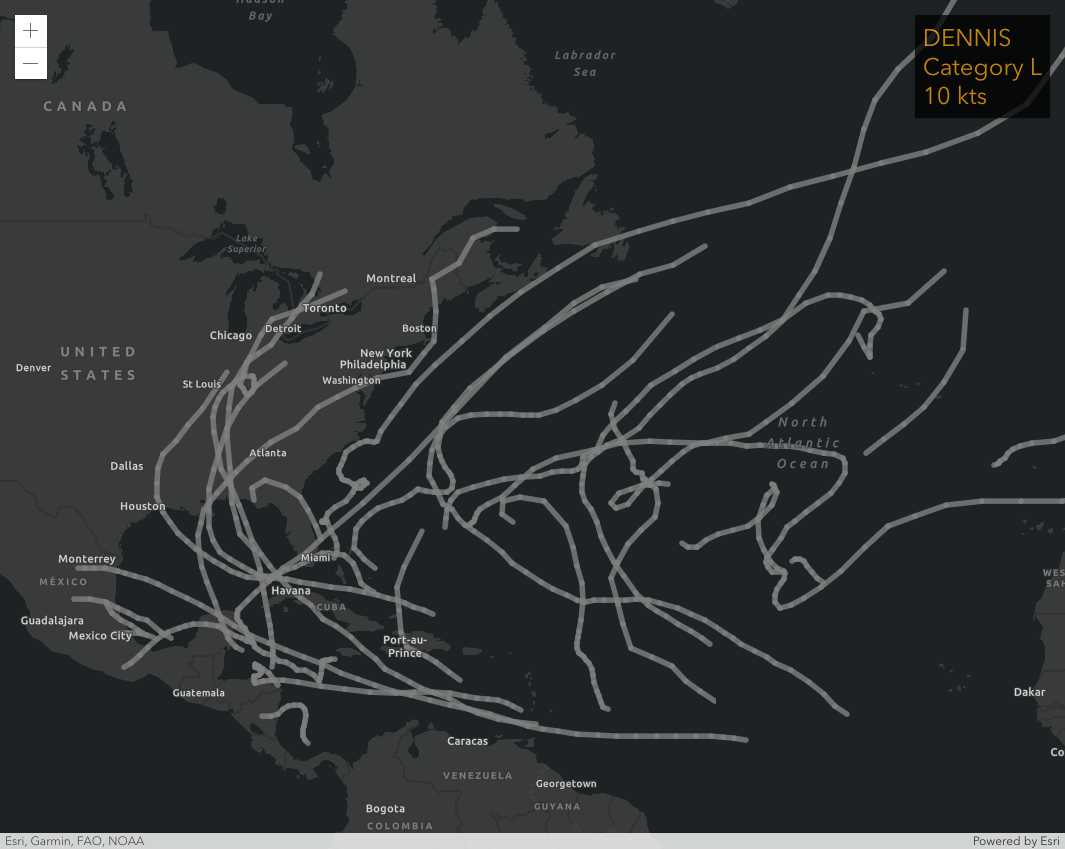 Hudson
Bay
+
−
Labrador
Sea
DENNIS
Category L
10 kts
CANADA
Lake
Superior
Montreal
Toronto
Detroit
Chicago
Boston
New York
Philadelphia
Washington
UNITED
STATES
Denver
St Louis
Atlanta
Dallas
Houston
North
Atlantic
Ocean
Monterrey
MÉXICO
Miami
Havana
CUBA
Guadalajara
Mexico City
Port-au-
Prince
WES
SAH
Guatemala
Dakar
Caracas
Co
VENEZUELA
Georgetown
GUYANA
Bogota
COLOMBIA
Esri, Garmin, FAO, NOAA
Powered by Esri